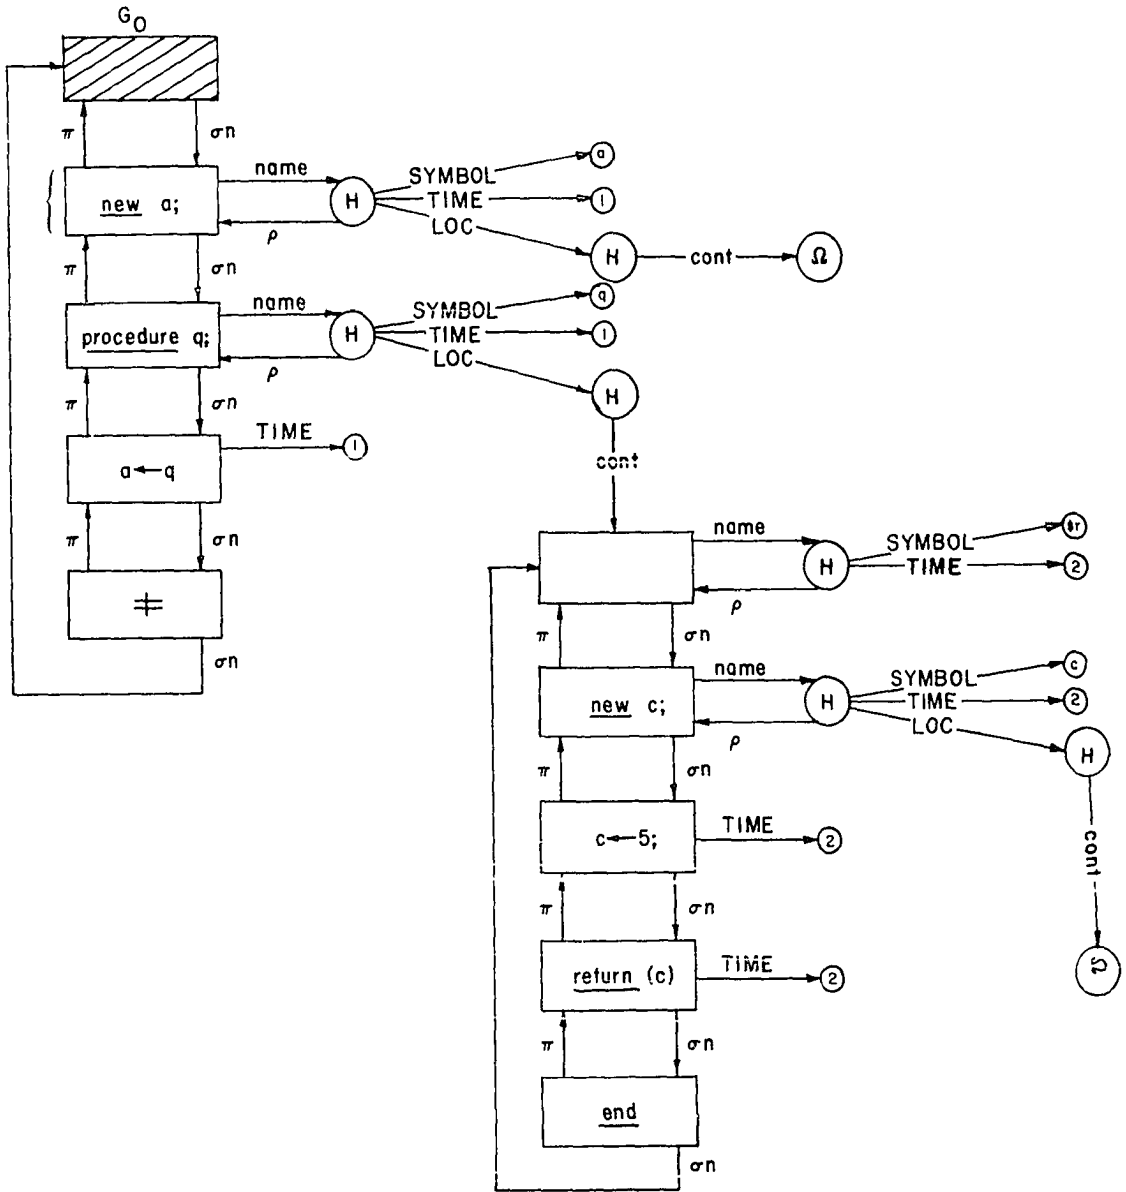 G₀
π σn
new a;
name
ρ
H
SYMBOL a
TIME 1
LOC
H cont Ω
π σn
procedure q;
name
ρ
H
SYMBOL q
TIME 1
LOC
H
cont
π σn
a←q
TIME 1
π σn
⧧
σn
name
ρ
H
SYMBOL $r
TIME 2
π σn
new c;
name
ρ
H
SYMBOL c
TIME 2
LOC
H
cont
Ω
π σn
c←5;
TIME 2
π σn
return (c)
TIME 2
π σn
end
σn